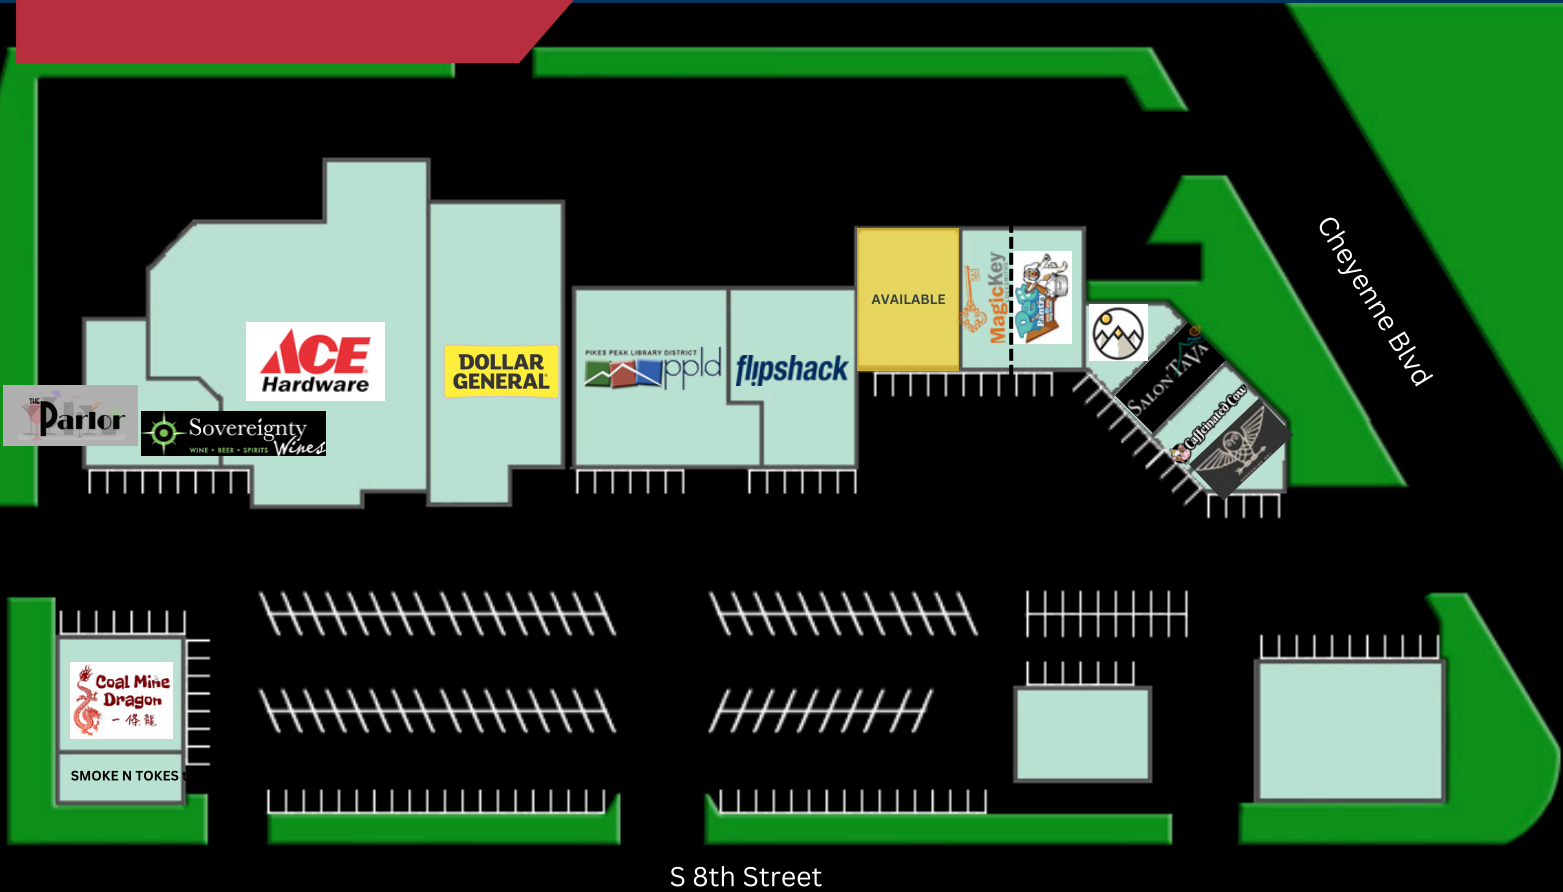 THE
Parlor
Sovereignty
WINE • BEER • SPIRITS
Wines
ACE
Hardware
DOLLAR
GENERAL
PIKES PEAK LIBRARY DISTRICT
ppld
flipshack
AVAILABLE
MagicKey
Pantry
SALON TAVA
Caffeinated Cow
Cheyenne Blvd
Coal Mine
Dragon
一條龍
SMOKE N TOKES
S 8th Street